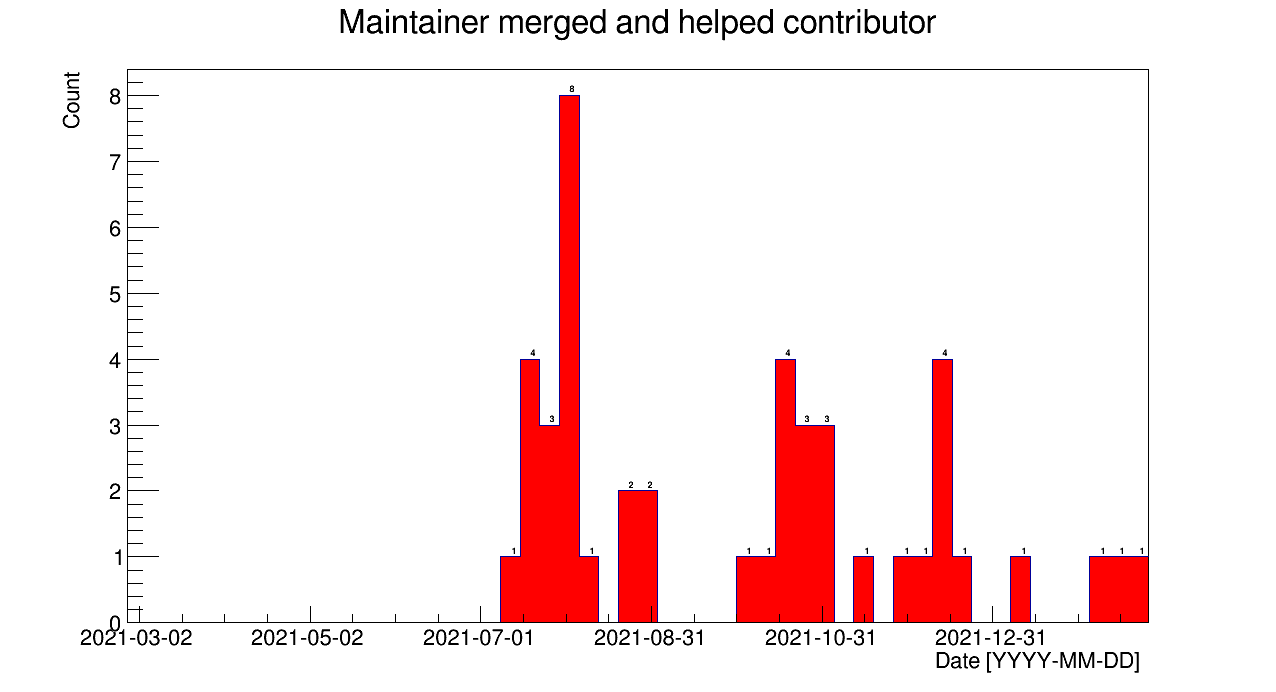 Maintainer merged and helped contributor
Count
8
7
6
5
4
3
2
1
0
1 4 3 8 1 2 2 1 1 4 3 3 1 1 1 4 1 1 1 1 1
2021-03-02 2021-05-02 2021-07-01 2021-08-31 2021-10-31 2021-12-31
Date [YYYY-MM-DD]